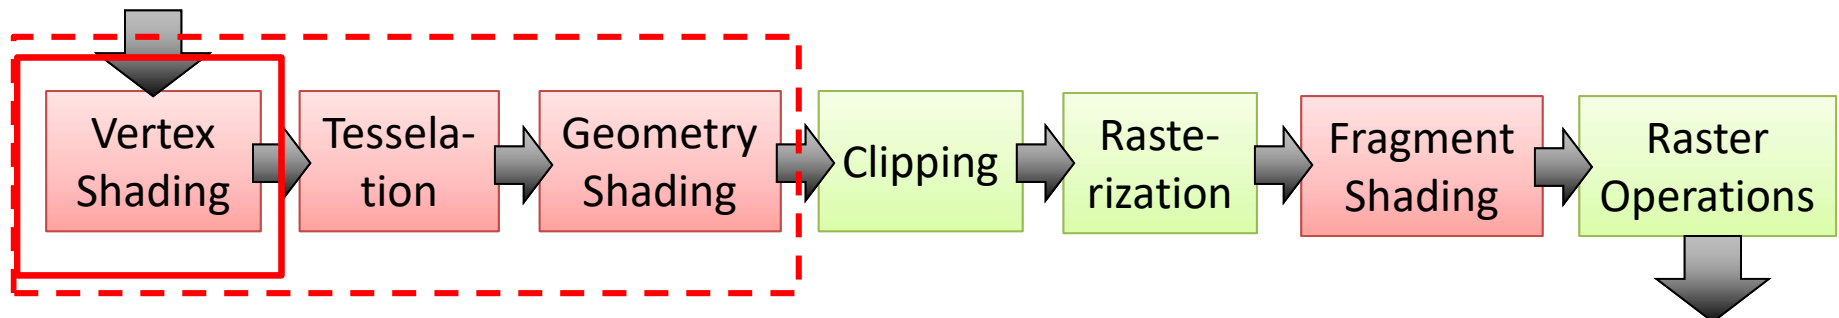 Vertex
Shading
Tessela-
tion
Geometry
Shading
Clipping
Raste-
rization
Fragment
Shading
Raster
Operations